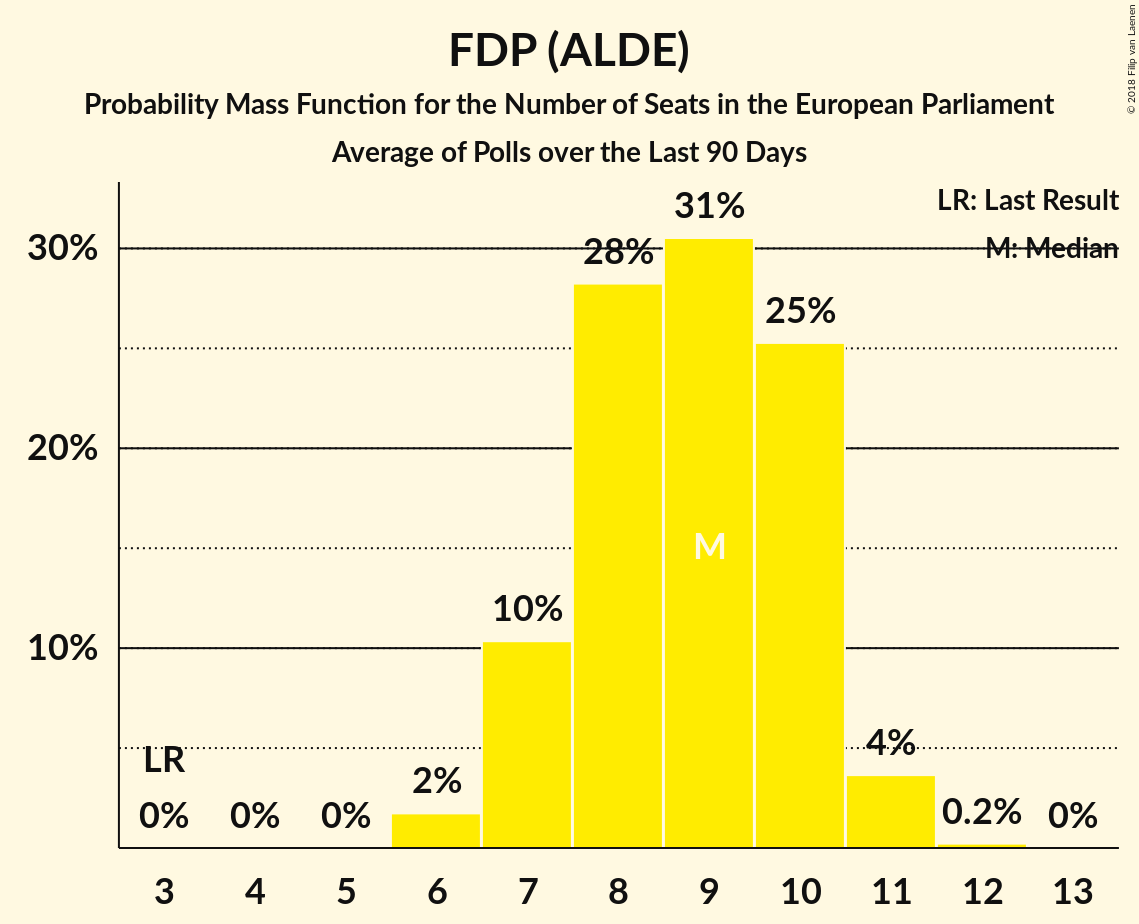 FDP (ALDE)
Probability Mass Function for the Number of Seats in the European Parliament
Average of Polls over the Last 90 Days
© 2018 Filip van Laenen
LR: Last Result
M: Median
30%
20%
10%
LR
0%
0%
0%
2%
10%
28%
31%
25%
4%
0.2%
0%
M
3 4 5 6 7 8 9 10 11 12 13